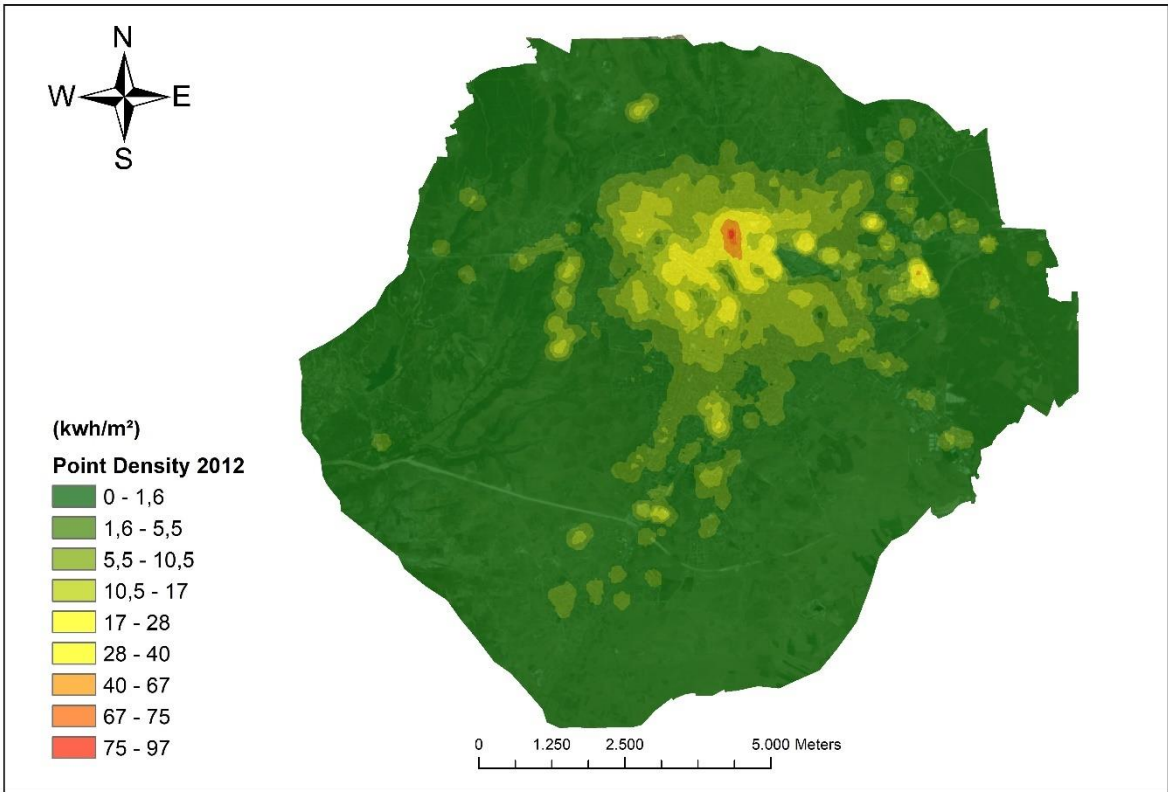 N
W E
S
(kwh/m²)
Point Density 2012
0 - 1,6
1,6 - 5,5
5,5 - 10,5
10,5 - 17
17 - 28
28 - 40
40 - 67
67 - 75
75 - 97
0 1.250 2.500 5.000 Meters